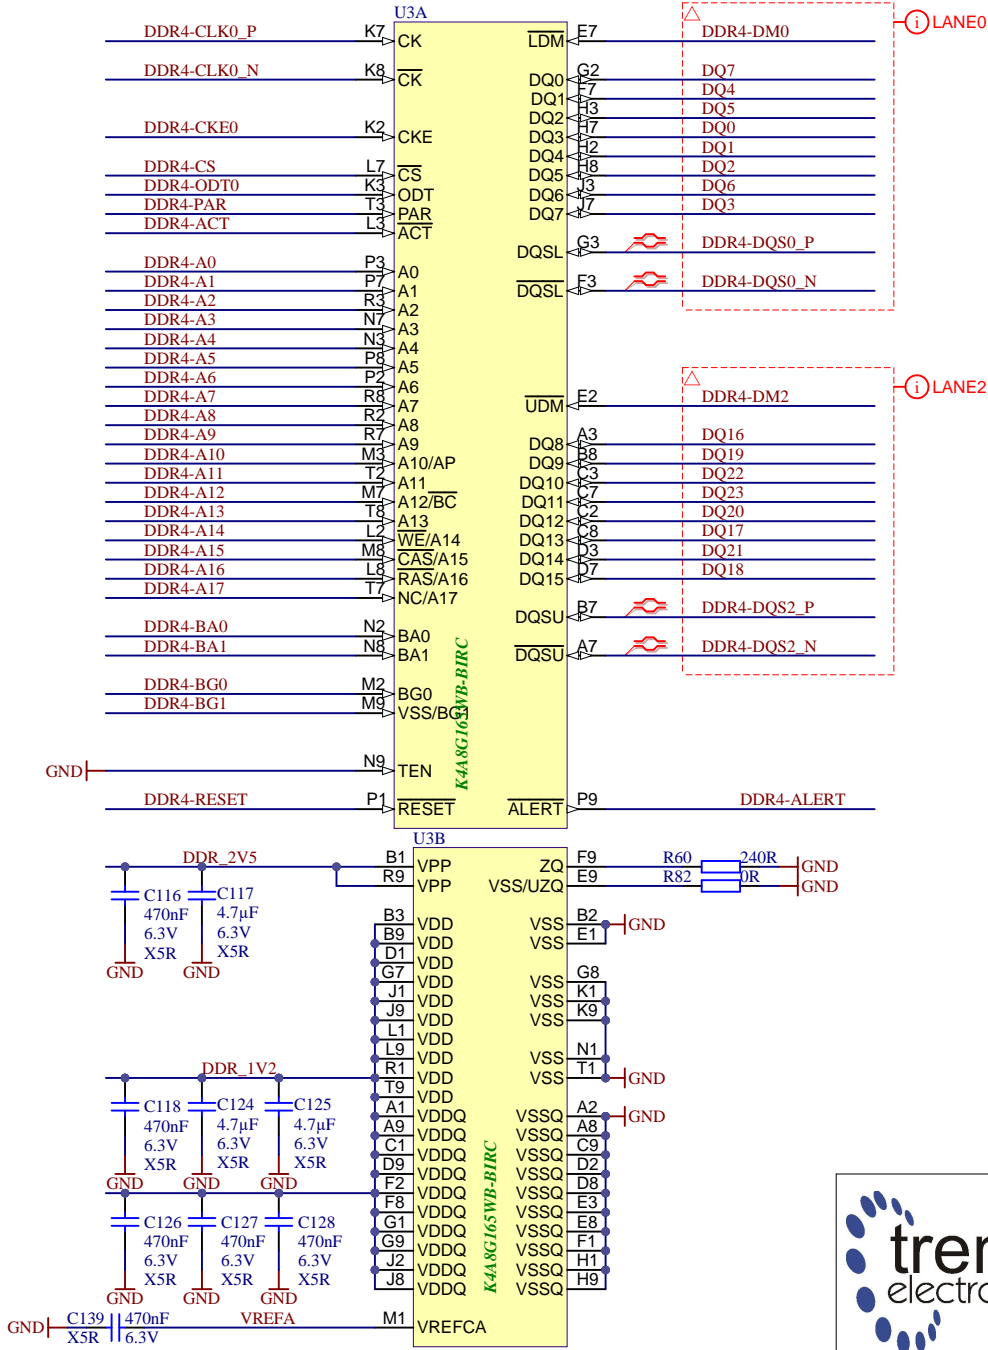 U3A
DDR4-CLK0_P K7 CK
DDR4-CLK0_N K8 CK
DDR4-CKE0 K2 CKE
DDR4-CS L7 CS
DDR4-ODT0 K3 ODT
DDR4-PAR T3 PAR
DDR4-ACT L3 ACT
DDR4-A0 P3 A0
DDR4-A1 P7 A1
DDR4-A2 R3 A2
DDR4-A3 N7 A3
DDR4-A4 N3 A4
DDR4-A5 P8 A5
DDR4-A6 P2 A6
DDR4-A7 R8 A7
DDR4-A8 R2 A8
DDR4-A9 R7 A9
DDR4-A10 M3 A10/AP
DDR4-A11 T2 A11
DDR4-A12 M7 A12/BC
DDR4-A13 T8 A13
DDR4-A14 L2 WE/A14
DDR4-A15 M8 CAS/A15
DDR4-A16 L8 RAS/A16
DDR4-A17 T7 NC/A17
DDR4-BA0 N2 BA0
DDR4-BA1 N8 BA1
DDR4-BG0 M2 BG0
DDR4-BG1 M9 VSS/BG1
GND N9 TEN
DDR4-RESET P1 RESET
K4A8G165WB-BIRC
LDM E7 DDR4-DM0
LANE0
DQ0 G2 DQ7
DQ1 F7 DQ4
DQ2 H3 DQ5
DQ3 H7 DQ0
DQ4 H2 DQ1
DQ5 H8 DQ2
DQ6 J3 DQ6
DQ7 J7 DQ3
DQSL G3 DDR4-DQS0_P
DQSL F3 DDR4-DQS0_N
LANE2
UDM E2 DDR4-DM2
DQ8 A3 DQ16
DQ9 B8 DQ19
DQ10 C3 DQ22
DQ11 C7 DQ23
DQ12 C2 DQ20
DQ13 C8 DQ17
DQ14 D3 DQ21
DQ15 D7 DQ18
DQSU B7 DDR4-DQS2_P
DQSU A7 DDR4-DQS2_N
ALERT P9 DDR4-ALERT
U3B
DDR_2V5 B1 VPP
R9 VPP
C116
470nF
6.3V
X5R
GND
C117
4.7µF
6.3V
X5R
GND
B3 VDD
B9 VDD
D1 VDD
G7 VDD
J1 VDD
J9 VDD
L1 VDD
L9 VDD
DDR_1V2 R1 VDD
T9 VDD
A1 VDDQ
A9 VDDQ
C1 VDDQ
D9 VDDQ
F2 VDDQ
F8 VDDQ
G1 VDDQ
G9 VDDQ
J2 VDDQ
J8 VDDQ
C118
470nF
6.3V
X5R
GND
C124
4.7µF
6.3V
X5R
GND
C125
4.7µF
6.3V
X5R
GND
C126
470nF
6.3V
X5R
GND
C127
470nF
6.3V
X5R
GND
C128
470nF
6.3V
X5R
GND
GND C139 470nF VREFA M1 VREFCA
X5R 6.3V
K4A8G165WB-BIRC
ZQ F9 R60 240R GND
VSS/UZQ E9 R82 0R GND
VSS B2 GND
VSS E1
VSS G8
VSS K1
VSS K9
VSS N1
VSS T1 GND
VSSQ A2 GND
VSSQ A8
VSSQ C9
VSSQ D2
VSSQ D8
VSSQ E3
VSSQ E8
VSSQ F1
VSSQ H1
VSSQ H9
tren
electro